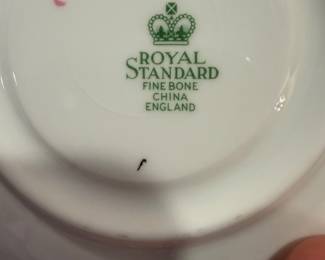 ROYAL
STANDARD
FINE BONE
CHINA
ENGLAND